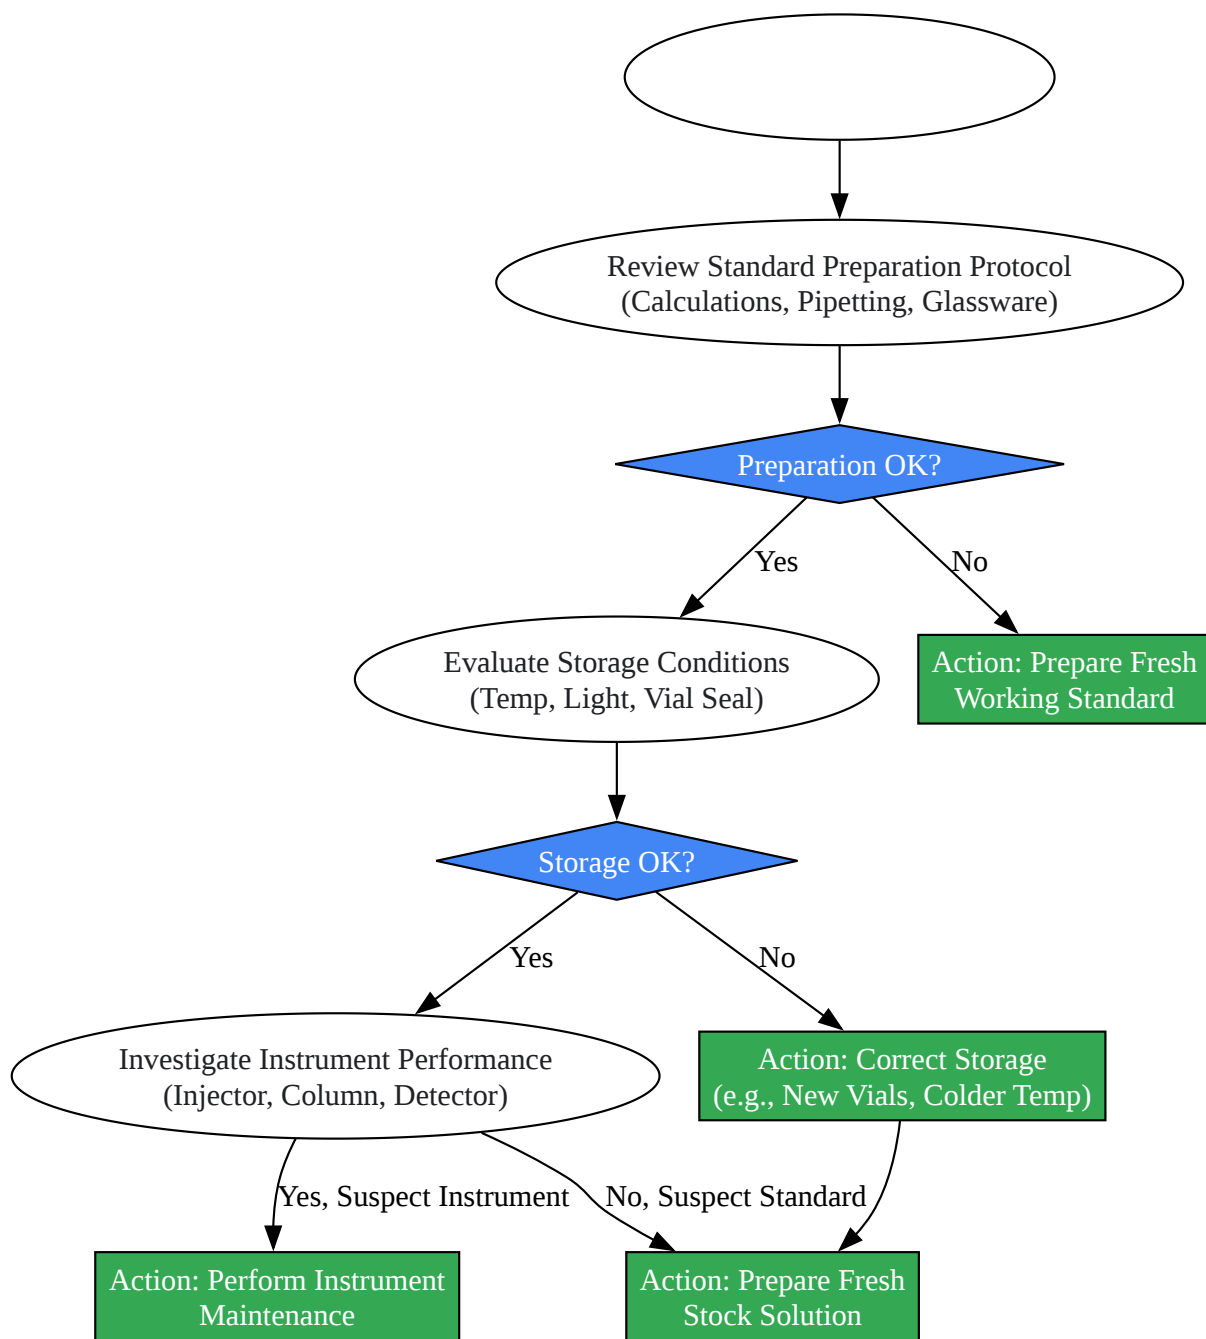 Review Standard Preparation Protocol
(Calculations, Pipetting, Glassware)
Preparation OK?
Yes
No
Evaluate Storage Conditions
(Temp, Light, Vial Seal)
Action: Prepare Fresh
Working Standard
Storage OK?
Yes
No
Investigate Instrument Performance
(Injector, Column, Detector)
Action: Correct Storage
(e.g., New Vials, Colder Temp)
Yes, Suspect Instrument
No, Suspect Standard
Action: Perform Instrument
Maintenance
Action: Prepare Fresh
Stock Solution